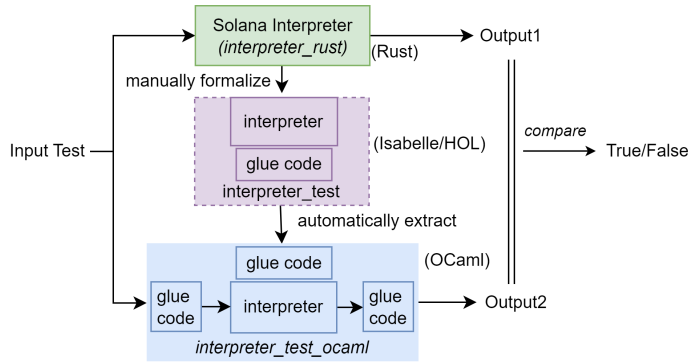 Solana Interpreter
(interpreter_rust)
(Rust)
Output1
manually formalize
interpreter
(Isabelle/HOL)
glue code
interpreter_test
Input Test
compare
True/False
automatically extract
glue code
(OCaml)
glue
code
interpreter
glue
code
Output2
interpreter_test_ocaml